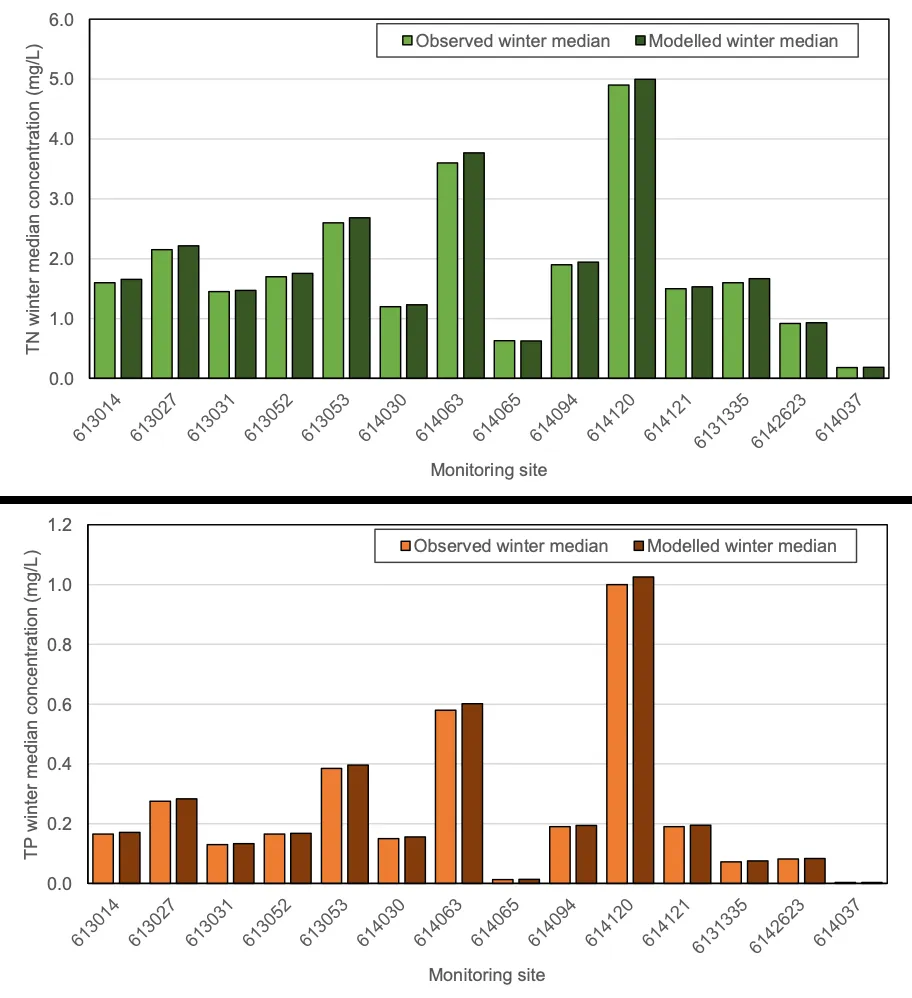 TN winter median concentration (mg/L)
6.0
5.0
4.0
3.0
2.0
1.0
0.0
Observed winter median Modelled winter median
613014 613027 613031 613052 613053 614030 614063 614065 614094 614120 614121 6131335 6142623 614037
Monitoring site
TP winter median concentration (mg/L)
1.2
1.0
0.8
0.6
0.4
0.2
0.0
Observed winter median Modelled winter median
613014 613027 613031 613052 613053 614030 614063 614065 614094 614120 614121 6131335 6142623 614037
Monitoring site